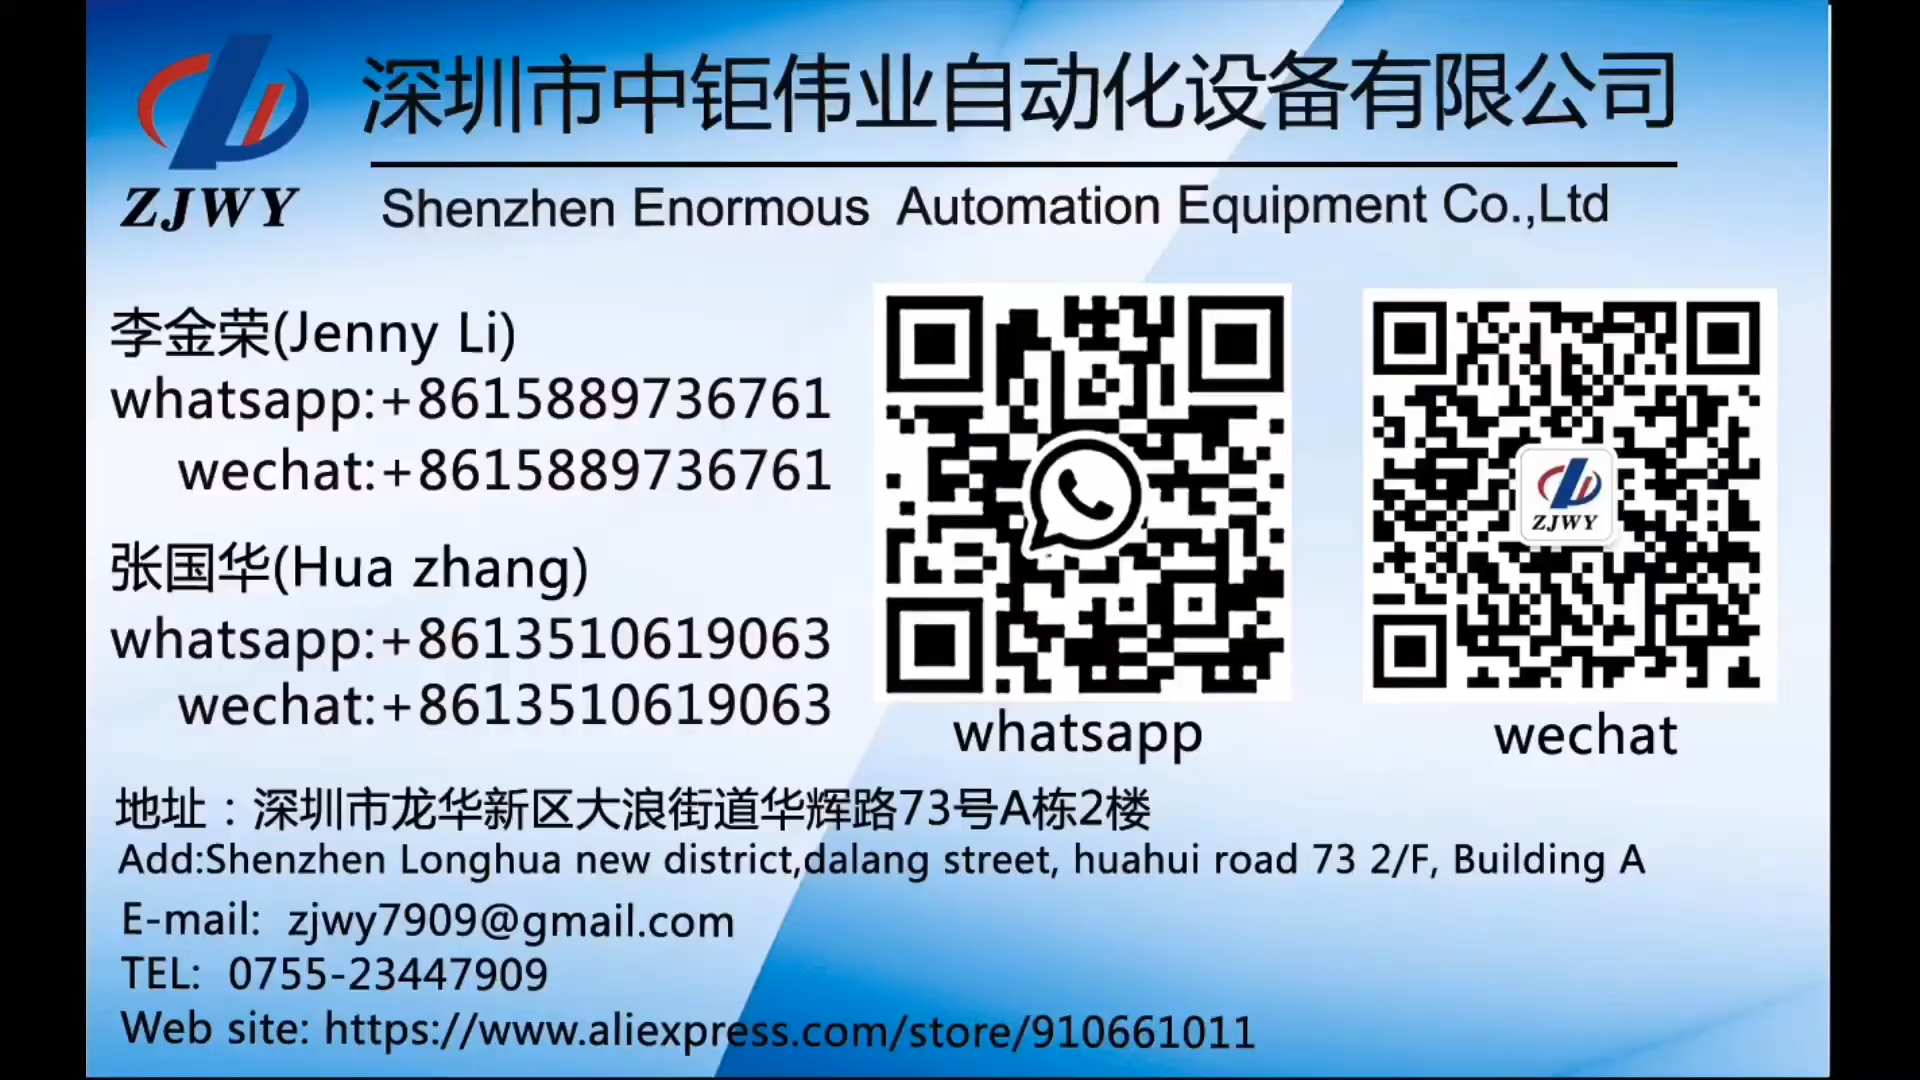 深圳市中钜伟业自动化设备有限公司
ZJWY
Shenzhen Enormous Automation Equipment Co.,Ltd
李金荣(Jenny Li)
whatsapp:+8615889736761
wechat:+8615889736761
张国华(Hua zhang)
whatsapp:+8613510619063
wechat:+8613510619063
ZJWY
whatsapp
wechat
地址：深圳市龙华新区大浪街道华辉路73号A栋2楼
Add:Shenzhen Longhua new district,dalang street, huahui road 73 2/F, Building A
E-mail: zjwy7909@gmail.com
TEL: 0755-23447909
Web site: https://www.aliexpress.com/store/910661011